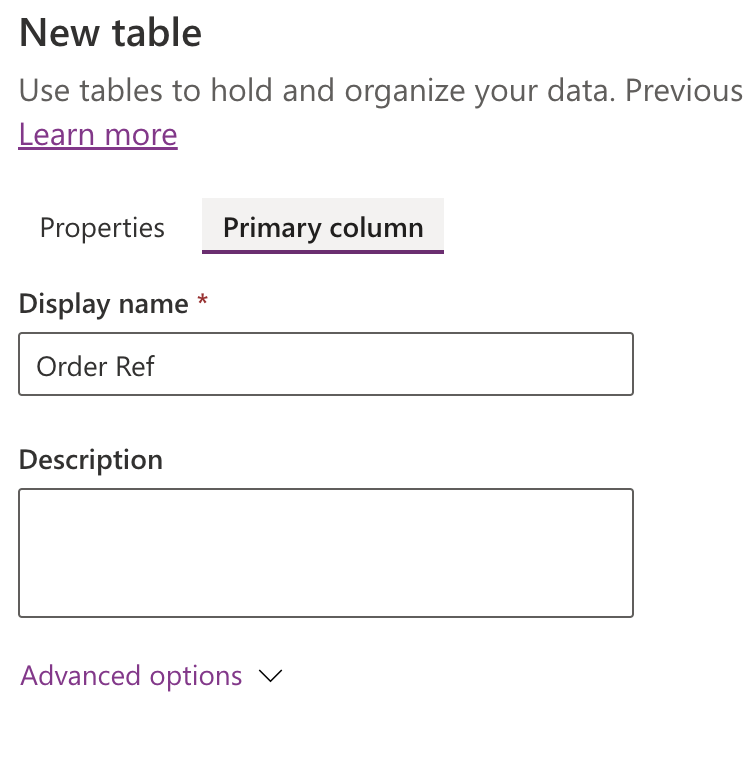 New table
Use tables to hold and organize your data. Previous
Learn more
Properties Primary column
Display name *
Order Ref
Description
Advanced options